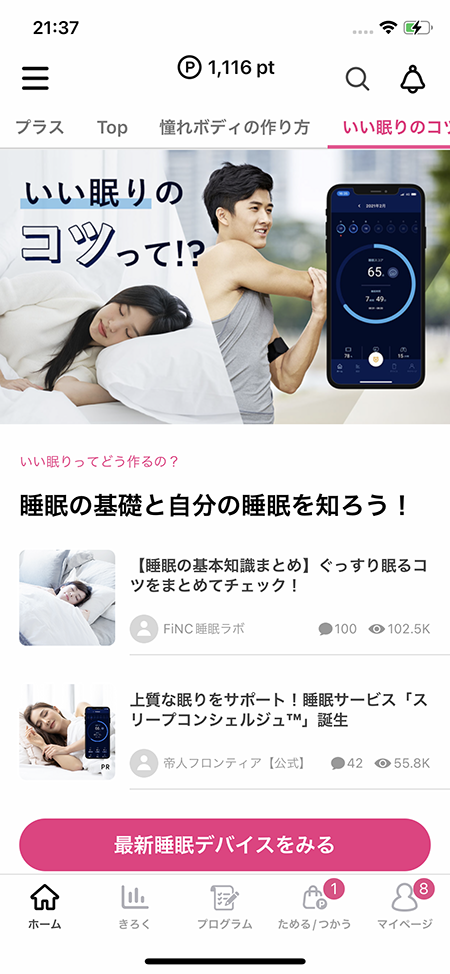 21:37
P 1,116 pt
プラス Top 憧れボディの作り方 いい眠りのコツ
いい眠りの
コツって!?
2021年2月
65
7 49
いい眠りってどう作るの？
睡眠の基礎と自分の睡眠を知ろう！
【睡眠の基本知識まとめ】ぐっすり眠るコ
ツをまとめてチェック！
FiNC睡眠ラボ 100 102.5K
上質な眠りをサポート！睡眠サービス「ス
リープコンシェルジュ™」誕生
PR
帝人フロンティア【公式】 42 55.8K
最新睡眠デバイスをみる
1 8
ホーム きろく プログラム ためる/つかう マイページ